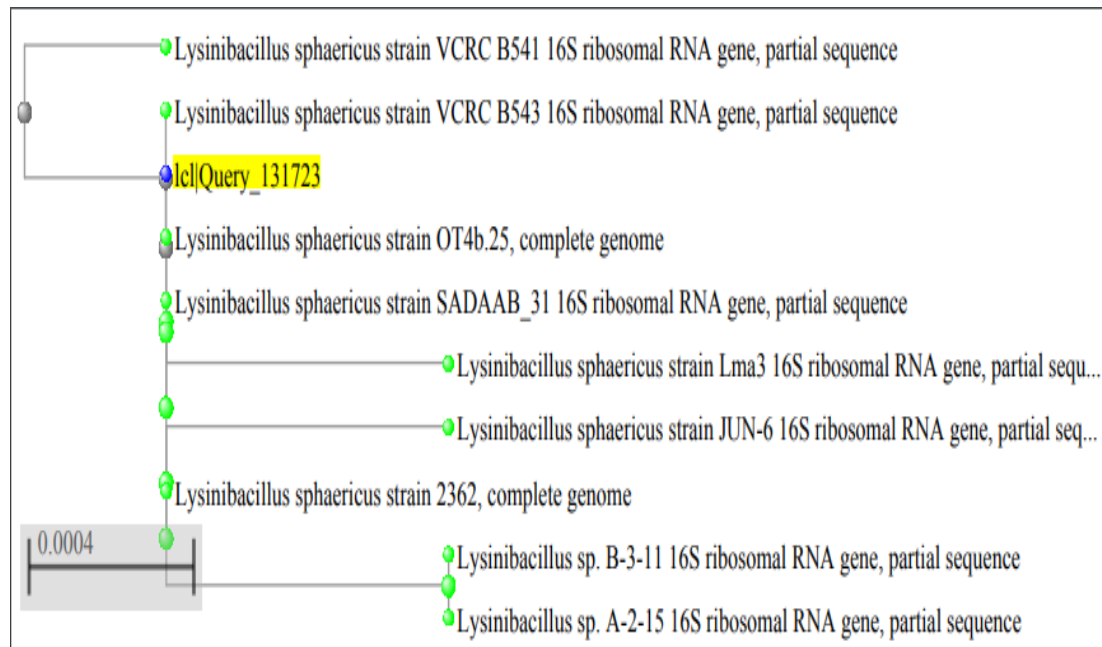 Lysinibacillus sphaericus strain VCRC B541 16S ribosomal RNA gene, partial sequence
Lysinibacillus sphaericus strain VCRC B543 16S ribosomal RNA gene, partial sequence
lcl|Query_131723
Lysinibacillus sphaericus strain OT4b.25, complete genome
Lysinibacillus sphaericus strain SADAAB_31 16S ribosomal RNA gene, partial sequence
Lysinibacillus sphaericus strain Lma3 16S ribosomal RNA gene, partial sequ...
Lysinibacillus sphaericus strain JUN-6 16S ribosomal RNA gene, partial seq...
Lysinibacillus sphaericus strain 2362, complete genome
0.0004
Lysinibacillus sp. B-3-11 16S ribosomal RNA gene, partial sequence
Lysinibacillus sp. A-2-15 16S ribosomal RNA gene, partial sequence